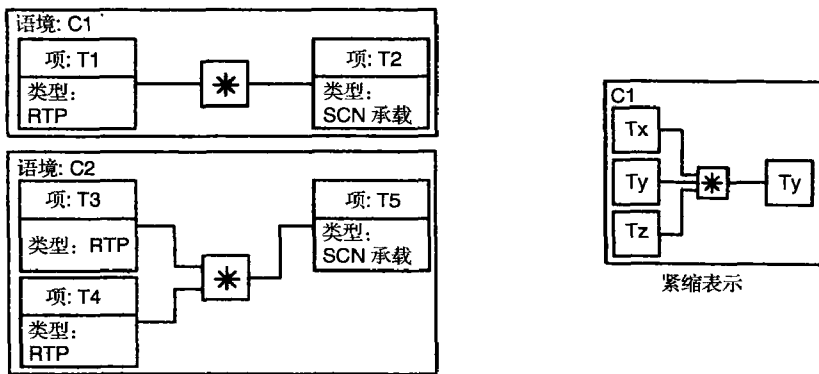 语境: C1
项: T1
类型:
RTP
✱
项: T2
类型:
SCN 承载
语境: C2
项: T3
类型: RTP
项: T4
类型:
RTP
✱
项: T5
类型:
SCN 承载
C1
Tx
Ty
Tz
✱
Ty
紧缩表示